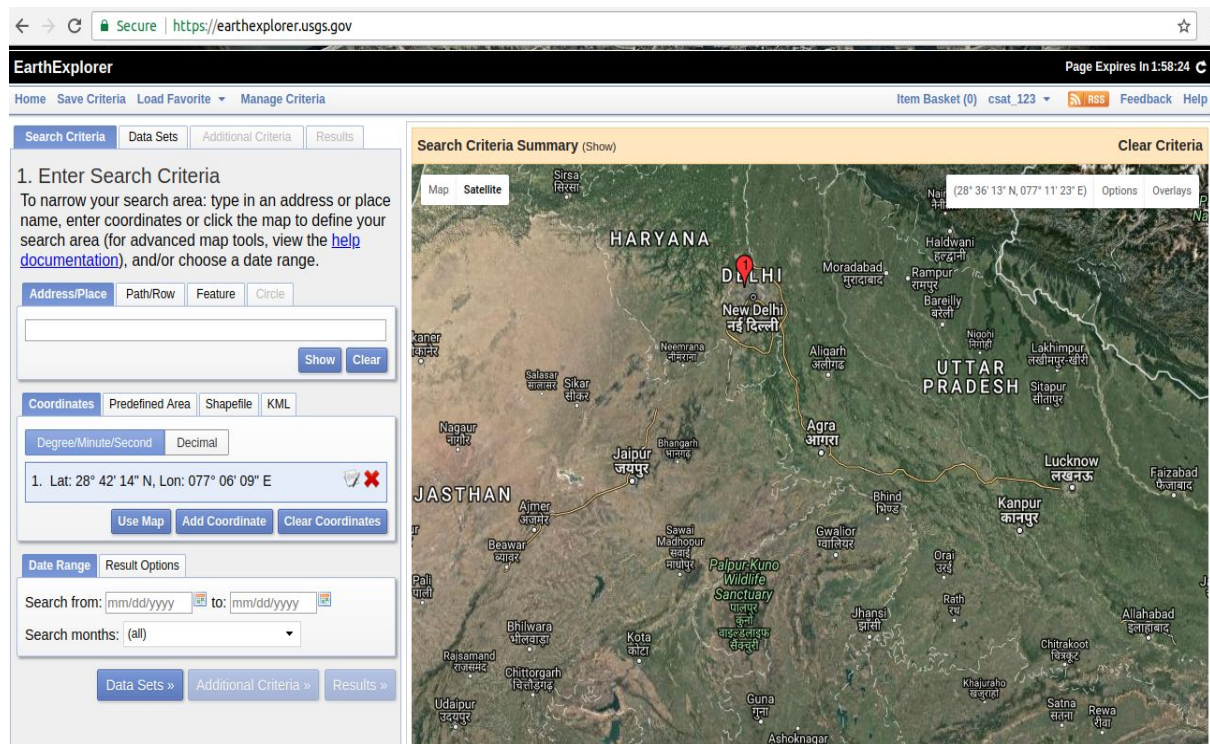 Secure | https://earthexplorer.usgs.gov
EarthExplorer
Page Expires In 1:58:24
Home Save Criteria Load Favorite Manage Criteria
Item Basket (0) csat_123 RSS Feedback Help
Search Criteria Data Sets Additional Criteria Results
1. Enter Search Criteria
To narrow your search area: type in an address or place
name, enter coordinates or click the map to define your
search area (for advanced map tools, view the help
documentation), and/or choose a date range.
Address/Place Path/Row Feature Circle
Show Clear
Coordinates Predefined Area Shapefile KML
Degree/Minute/Second Decimal
1. Lat: 28° 42' 14" N, Lon: 077° 06' 09" E
Use Map Add Coordinate Clear Coordinates
Date Range Result Options
Search from: mm/dd/yyyy to: mm/dd/yyyy
Search months: (all)
Data Sets » Additional Criteria » Results »
Search Criteria Summary (Show)
Clear Criteria
Map Satellite
(28° 36' 13" N, 077° 11' 23" E) Options Overlays
Sirsa
सिरसा
HARYANA
Haldwani
हल्द्वानी
1
DELHI
Moradabad
मुरादाबाद
Rampur
रामपुर
New Delhi
नई दिल्ली
Bareilly
बरेली
Neemrana
नीमराना
Aligarh
अलीगढ़
Nigohi
निगोही
Lakhimpur
लखीमपुर-खीरी
UTTAR
PRADESH
Salasar
सालासर
Sikar
सीकर
Sitapur
सीतापुर
Nagaur
नागौर
Agra
आगरा
Bhangarh
भानगढ़
Jaipur
जयपुर
Lucknow
लखनऊ
Faizabad
फैजाबाद
JASTHAN
Ajmer
अजमेर
Bhind
भिण्ड
Kanpur
कानपुर
Beawar
ब्यावर
Sawai
Madhopur
सवाई
माधोपुर
Gwalior
ग्वालियर
Orai
उरई
Pali
पाली
Palpur-Kuno
Wildlife
Sanctuary
पालपुर
कुनो
वाइल्डलाइफ
सैंक्चुरी
Rath
राठ
Jhansi
झाँसी
Allahabad
इलाहाबाद
Bhilwara
भीलवाड़ा
Kota
कोटा
Chitrakoot
चित्रकूट
Rajsamand
राजसमंद
Chittorgarh
चित्तौड़गढ़
Khajuraho
खजुराहो
Udaipur
उदयपुर
Guna
गुना
Satna
सतना
Rewa
रीवा
Ashoknagar